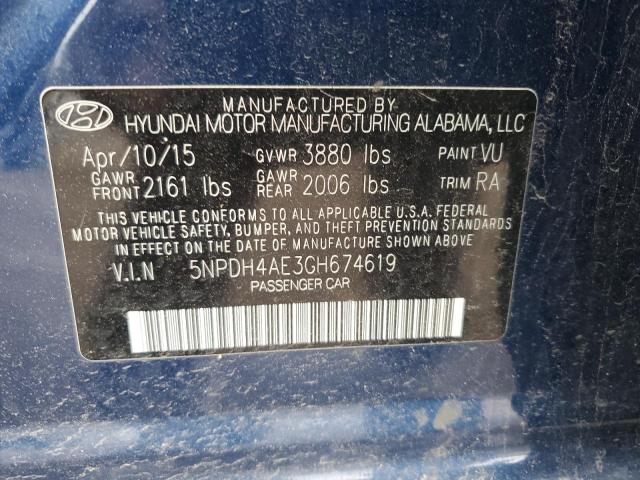 MANUFACTURED BY
HYUNDAI MOTOR MANUFACTURING ALABAMA, LLC
Apr/10/15 GVWR 3880 lbs PAINT VU
GAWR FRONT 2161 lbs GAWR REAR 2006 lbs TRIM RA
THIS VEHICLE CONFORMS TO ALL APPLICABLE U.S.A. FEDERAL
MOTOR VEHICLE SAFETY, BUMPER, AND THEFT PREVENTION STANDARDS
IN EFFECT ON THE DATE OF MANUFACTURE SHOWN ABOVE
V.I.N 5NPDH4AE3GH674619
PASSENGER CAR